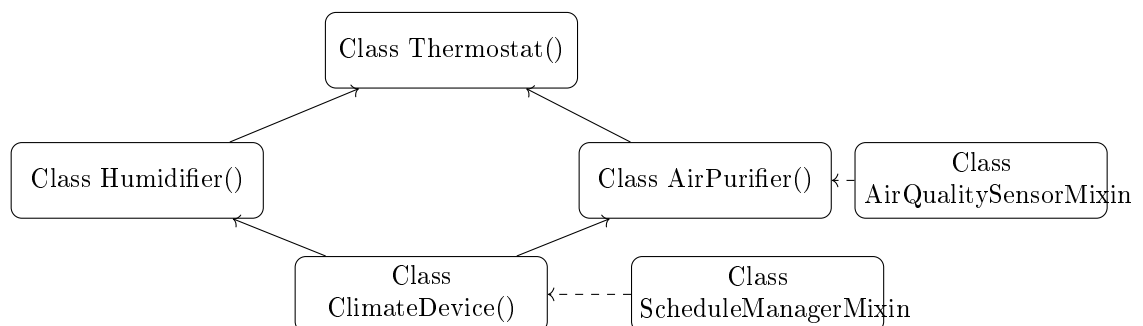 Class Thermostat()
Class Humidifier()
Class AirPurifier()
Class
AirQualitySensorMixin
Class
ClimateDevice()
Class
ScheduleManagerMixin